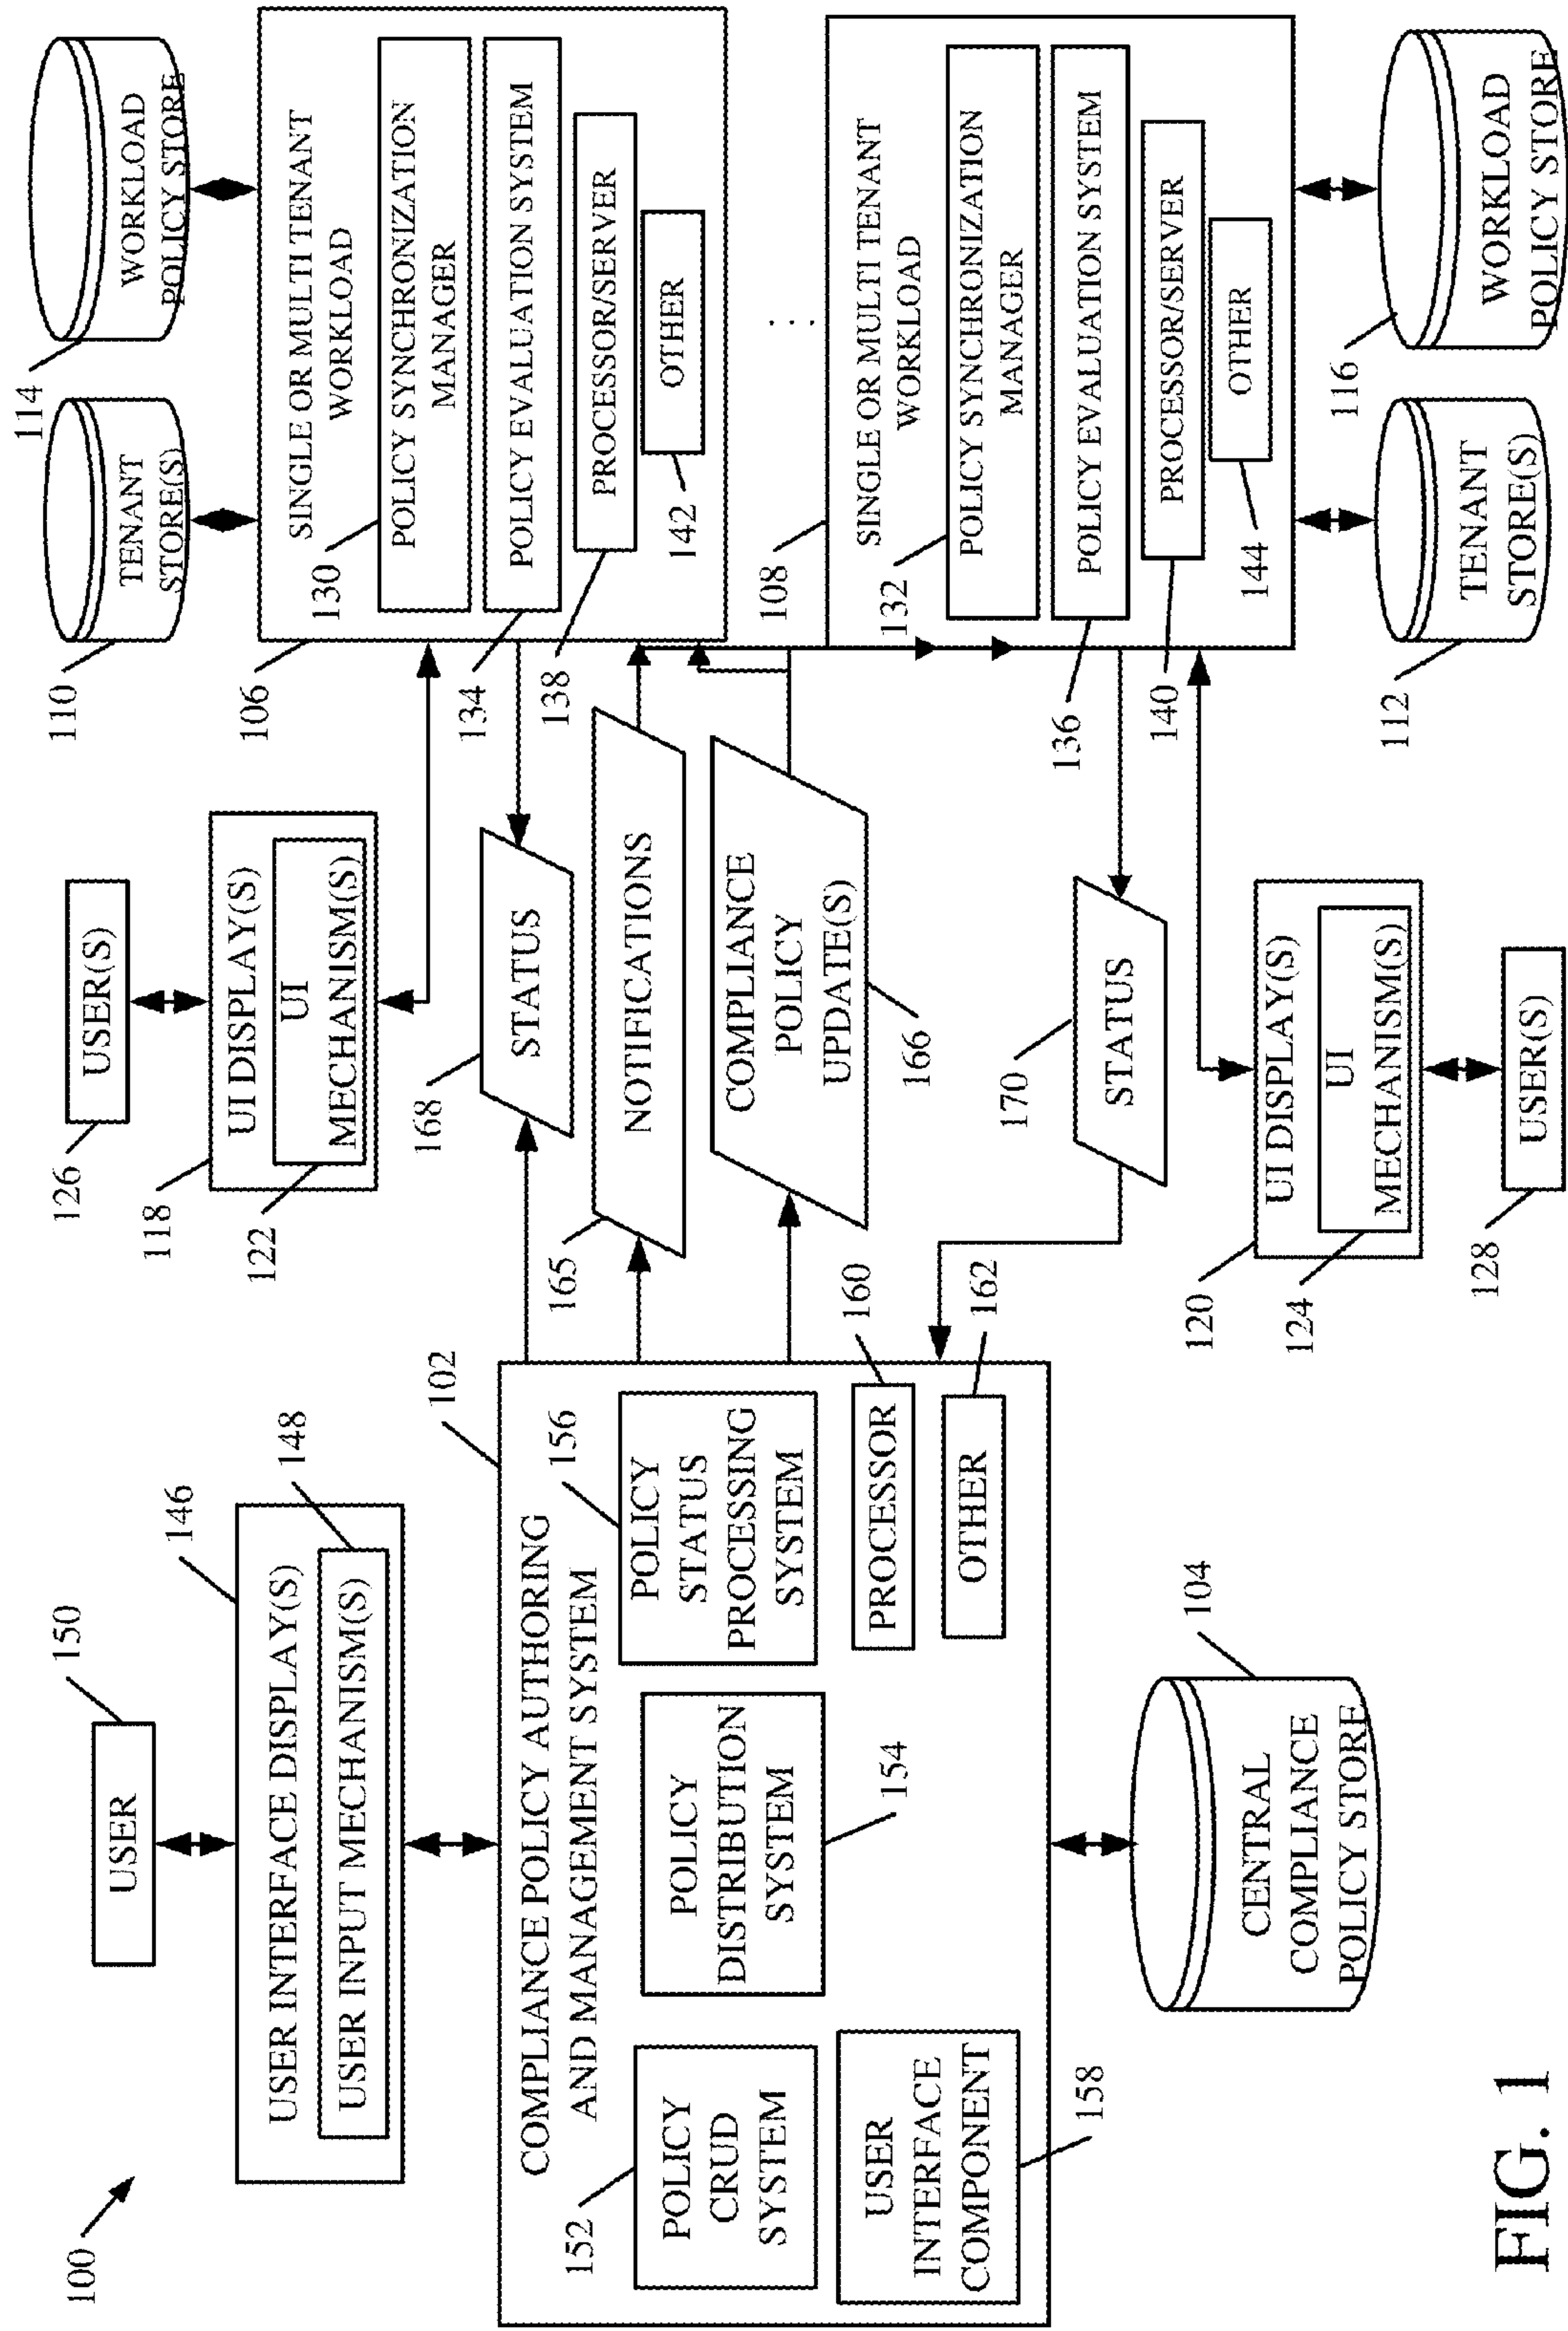 100
150
USER
146
USER INTERFACE DISPLAY(S)
148
USER INPUT MECHANISM(S)
102
COMPLIANCE POLICY AUTHORING
AND MANAGEMENT SYSTEM
152
POLICY
CRUD
SYSTEM
POLICY
DISTRIBUTION
SYSTEM
154
156
POLICY
STATUS
PROCESSING
SYSTEM
USER
INTERFACE
COMPONENT
158
PROCESSOR
160
OTHER
162
CENTRAL
COMPLIANCE
POLICY STORE
104
126
USER(S)
118
UI DISPLAY(S)
122
UI
MECHANISM(S)
168
STATUS
165
NOTIFICATIONS
COMPLIANCE
POLICY
UPDATE(S)
166
170
STATUS
120
UI DISPLAY(S)
124
UI
MECHANISM(S)
128
USER(S)
110
TENANT
STORE(S)
114
WORKLOAD
POLICY STORE
106
SINGLE OR MULTI TENANT
WORKLOAD
130
POLICY SYNCHRONIZATION
MANAGER
134
POLICY EVALUATION SYSTEM
138
PROCESSOR/SERVER
142
OTHER
...
108
SINGLE OR MULTI TENANT
WORKLOAD
132
POLICY SYNCHRONIZATION
MANAGER
136
POLICY EVALUATION SYSTEM
140
PROCESSOR/SERVER
144
OTHER
112
TENANT
STORE(S)
116
WORKLOAD
POLICY STORE
FIG. 1